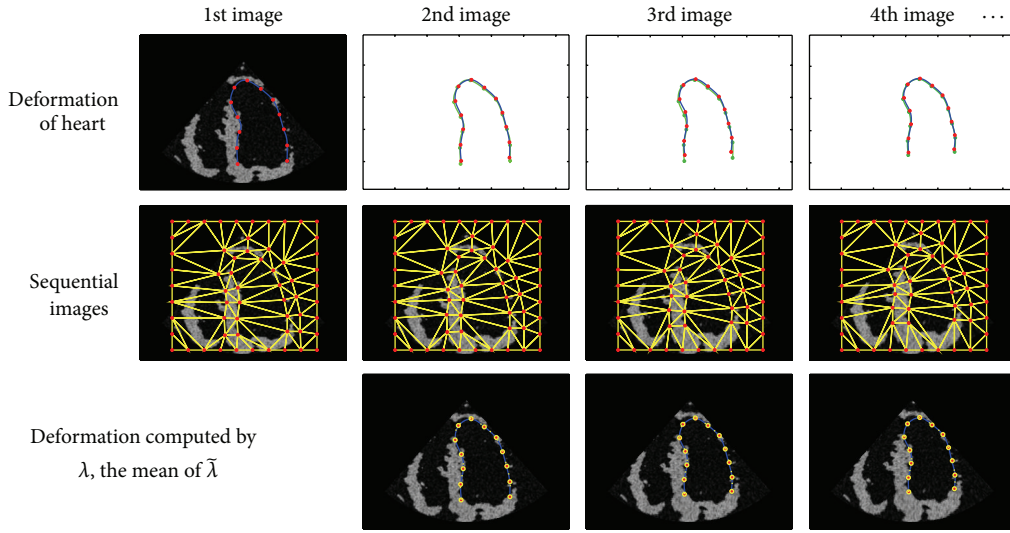 1st image
2nd image
3rd image
4th image ...
Deformation
of heart
Sequential
images
Deformation computed by
λ, the mean of λ̃